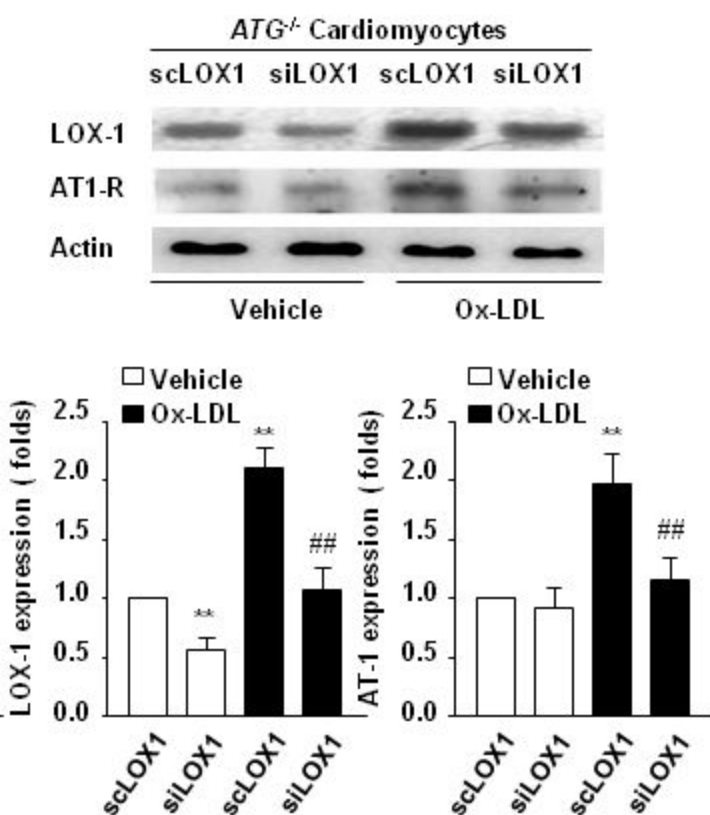 ATG-/- Cardiomyocytes
scLOX1 siLOX1 scLOX1 siLOX1
LOX-1
AT1-R
Actin
Vehicle Ox-LDL
Vehicle
Ox-LDL
LOX-1 expression ( folds)
2.5
2.0
1.5
1.0
0.5
0.0
**
**
##
scLOX1 siLOX1 scLOX1 siLOX1
Vehicle
Ox-LDL
AT-1 expression ( folds)
2.5
2.0
1.5
1.0
0.5
0.0
**
##
scLOX1 siLOX1 scLOX1 siLOX1